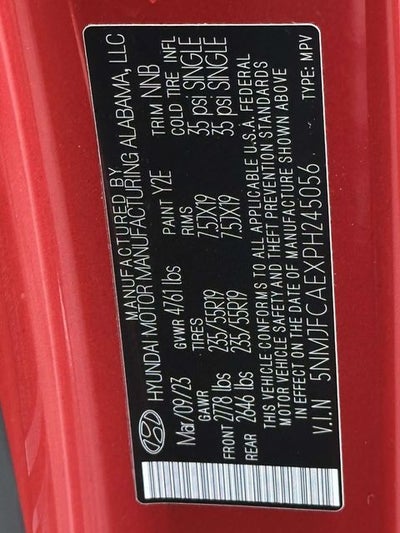 MANUFACTURED BY
HYUNDAI MOTOR MANUFACTURING ALABAMA, LLC
Mar/09/23 GVWR 4761 lbs PAINT Y2E TRIM NNB
GAWR TIRES RIMS COLD TIRE INFL
FRONT 2778 lbs 235/55R19 7.5JX19 35 psi SINGLE
REAR 2646 lbs 235/55R19 7.5JX19 35 psi SINGLE
THIS VEHICLE CONFORMS TO ALL APPLICABLE U.S.A. FEDERAL
MOTOR VEHICLE SAFETY AND THEFT PREVENTION STANDARDS
IN EFFECT ON THE DATE OF MANUFACTURE SHOWN ABOVE
V.I.N 5NMJFCAEXPH245056 TYPE: MPV